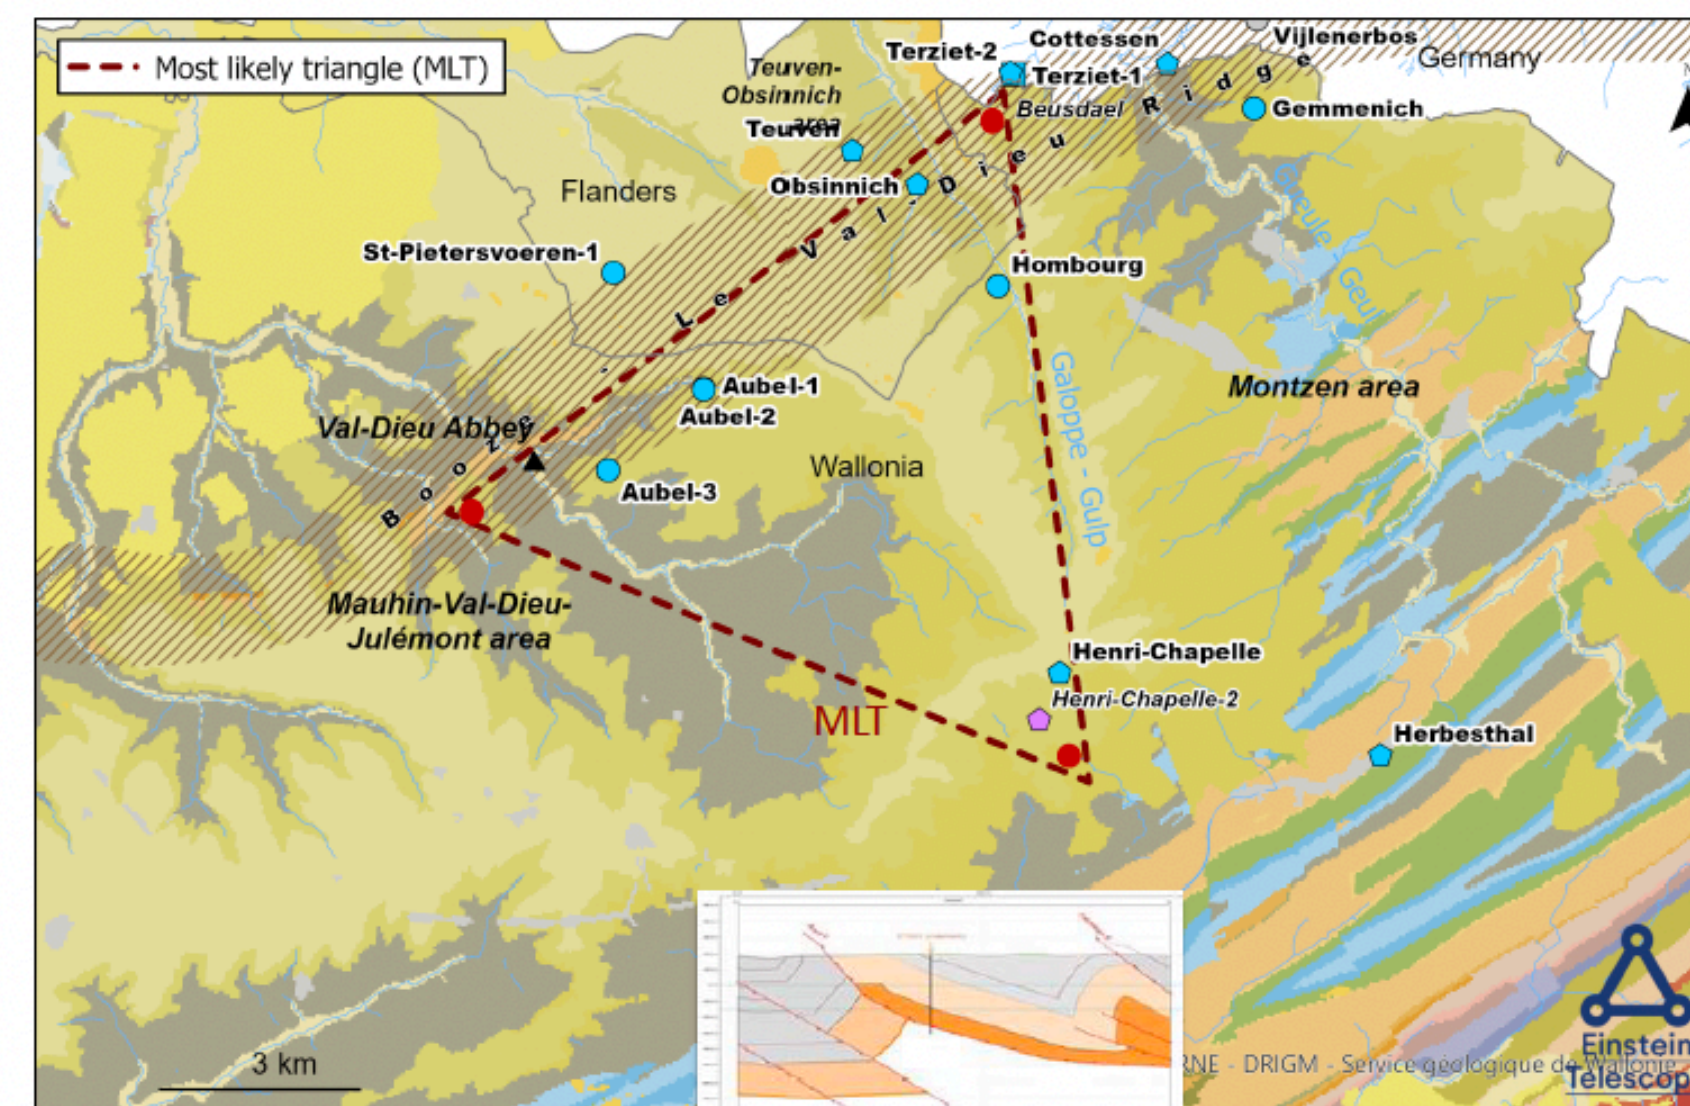 Most likely triangle (MLT)
Terziet-2
Cottessen
Vijlenerbos
Germany
Teuven-
Obsinnich
area
Terziet-1
Beusdael
Gemmenich
Teuven
Flanders
Obsinnich
Booze - Le Val-Dieu Ridge
St-Pietersvoeren-1
Hombourg
Gueule - Geul
Galoppe - Gulp
Montzen area
Aubel-1
Aubel-2
Val-Dieu Abbey
Wallonia
Aubel-3
Mauhin-Val-Dieu-
Julémont area
Henri-Chapelle
Henri-Chapelle-2
MLT
Herbesthal
3 km
RNE - DRIGM - Service géologique de Wallonie
Einstein
Telescop